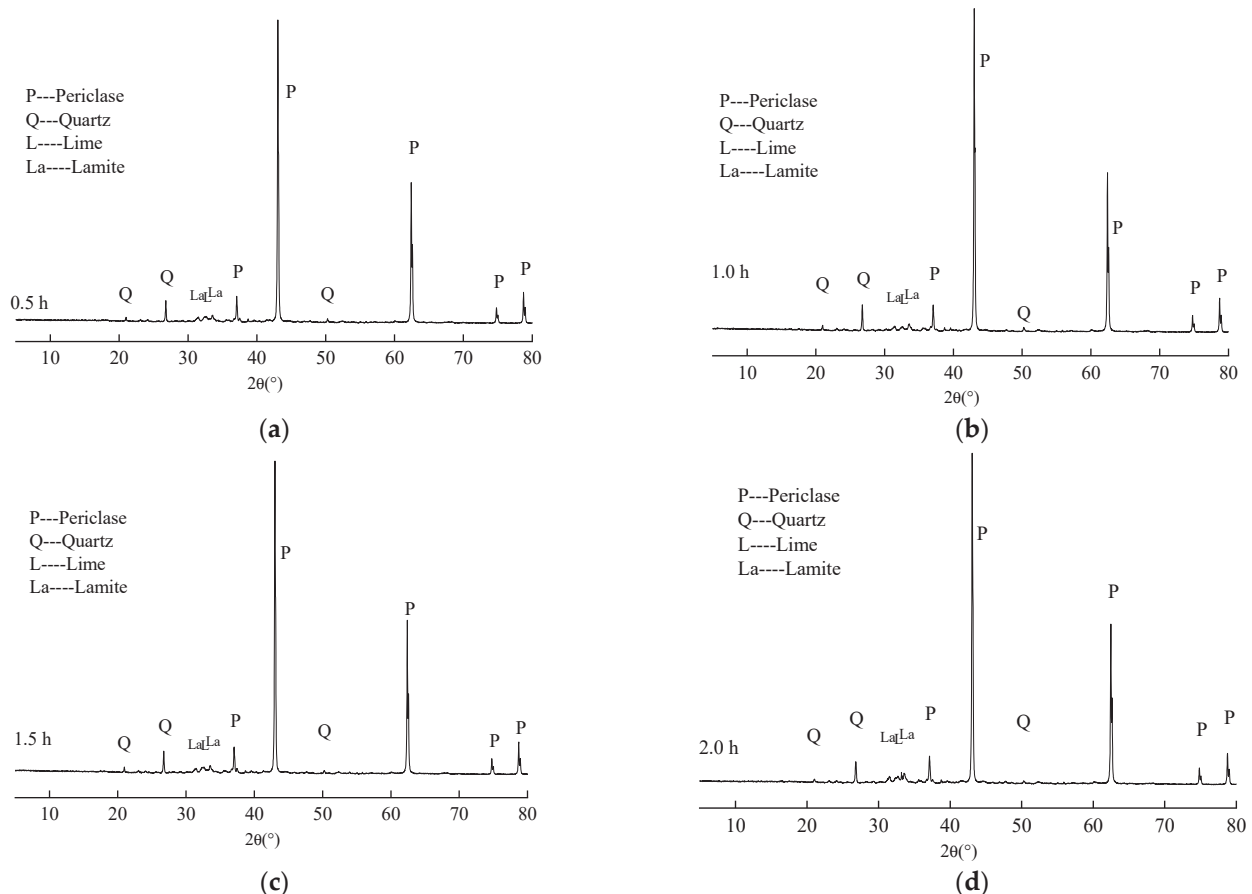 P---Periclase
Q---Quartz
L----Lime
La----Lamite
P
P
Q
Q
La
L
La
P
Q
P
P
0.5 h
10 20 30 40 50 60 70 80
2θ(°)
(a)
P---Periclase
Q---Quartz
L----Lime
La----Lamite
P
P
1.0 h
Q
Q
La
L
La
P
Q
P
P
10 20 30 40 50 60 70 80
2θ(°)
(b)
P---Periclase
Q---Quartz
L----Lime
La----Lamite
P
P
1.5 h
Q
Q
La
L
La
P
Q
P
P
10 20 30 40 50 60 70 80
2θ(°)
(c)
P---Periclase
Q---Quartz
L----Lime
La----Lamite
P
P
2.0 h
Q
Q
La
L
La
P
Q
P
P
10 20 30 40 50 60 70 80
2θ(°)
(d)